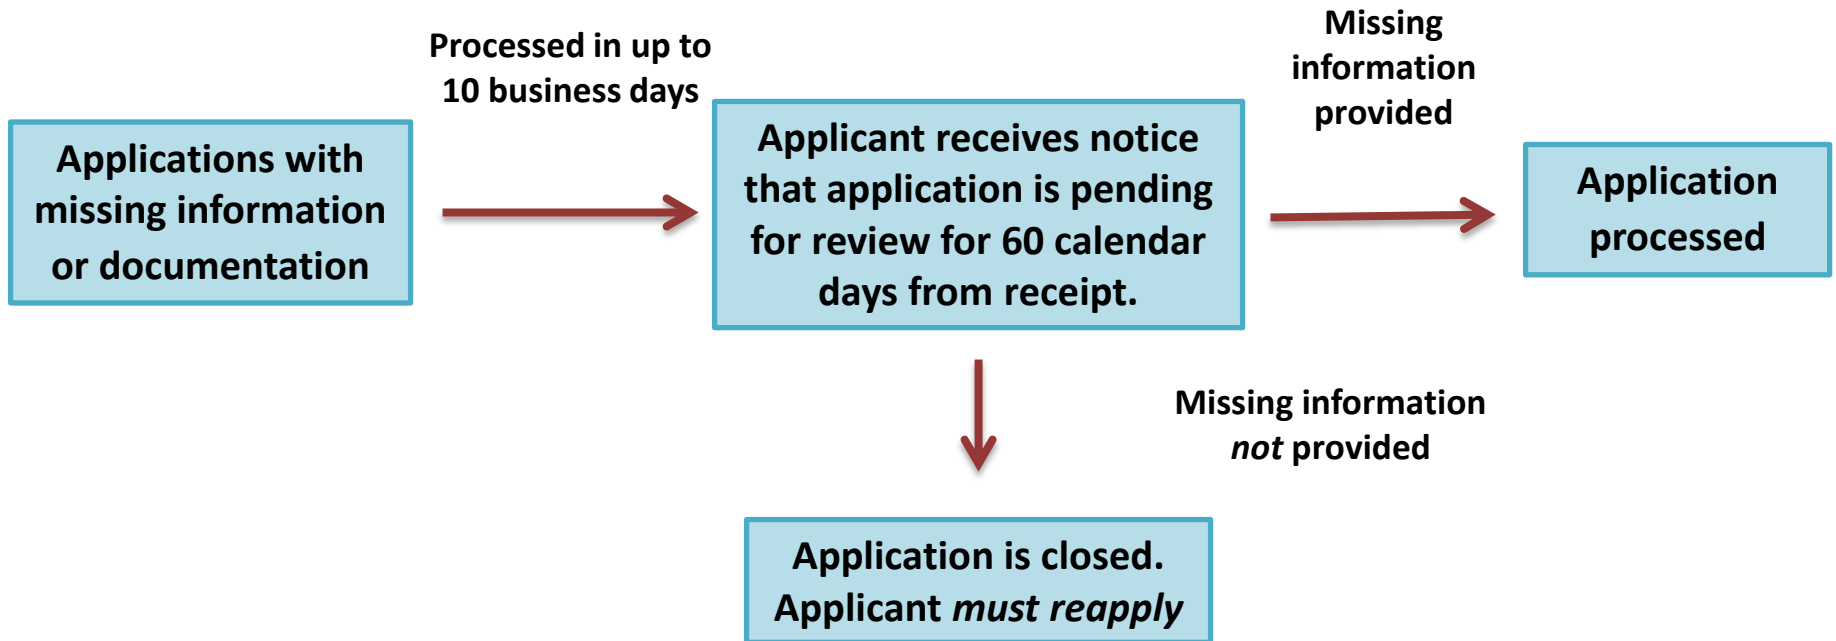 Processed in up to
10 business days
Missing
information
provided
Applications with
missing information
or documentation
Applicant receives notice
that application is pending
for review for 60 calendar
days from receipt.
Application
processed
Missing information
not provided
Application is closed.
Applicant must reapply